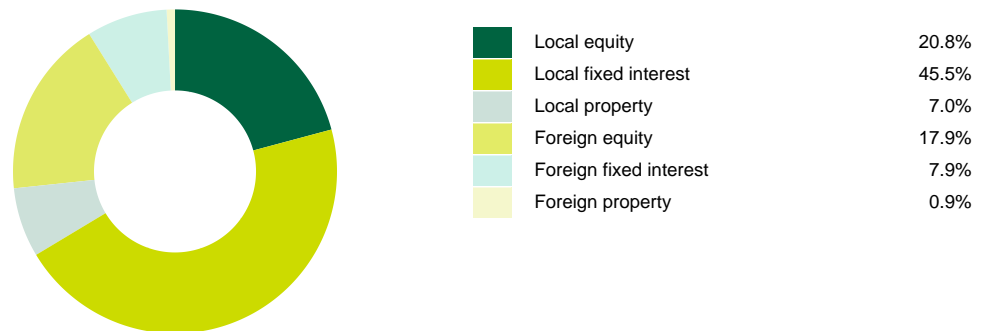 Local equity 20.8%
Local fixed interest 45.5%
Local property 7.0%
Foreign equity 17.9%
Foreign fixed interest 7.9%
Foreign property 0.9%